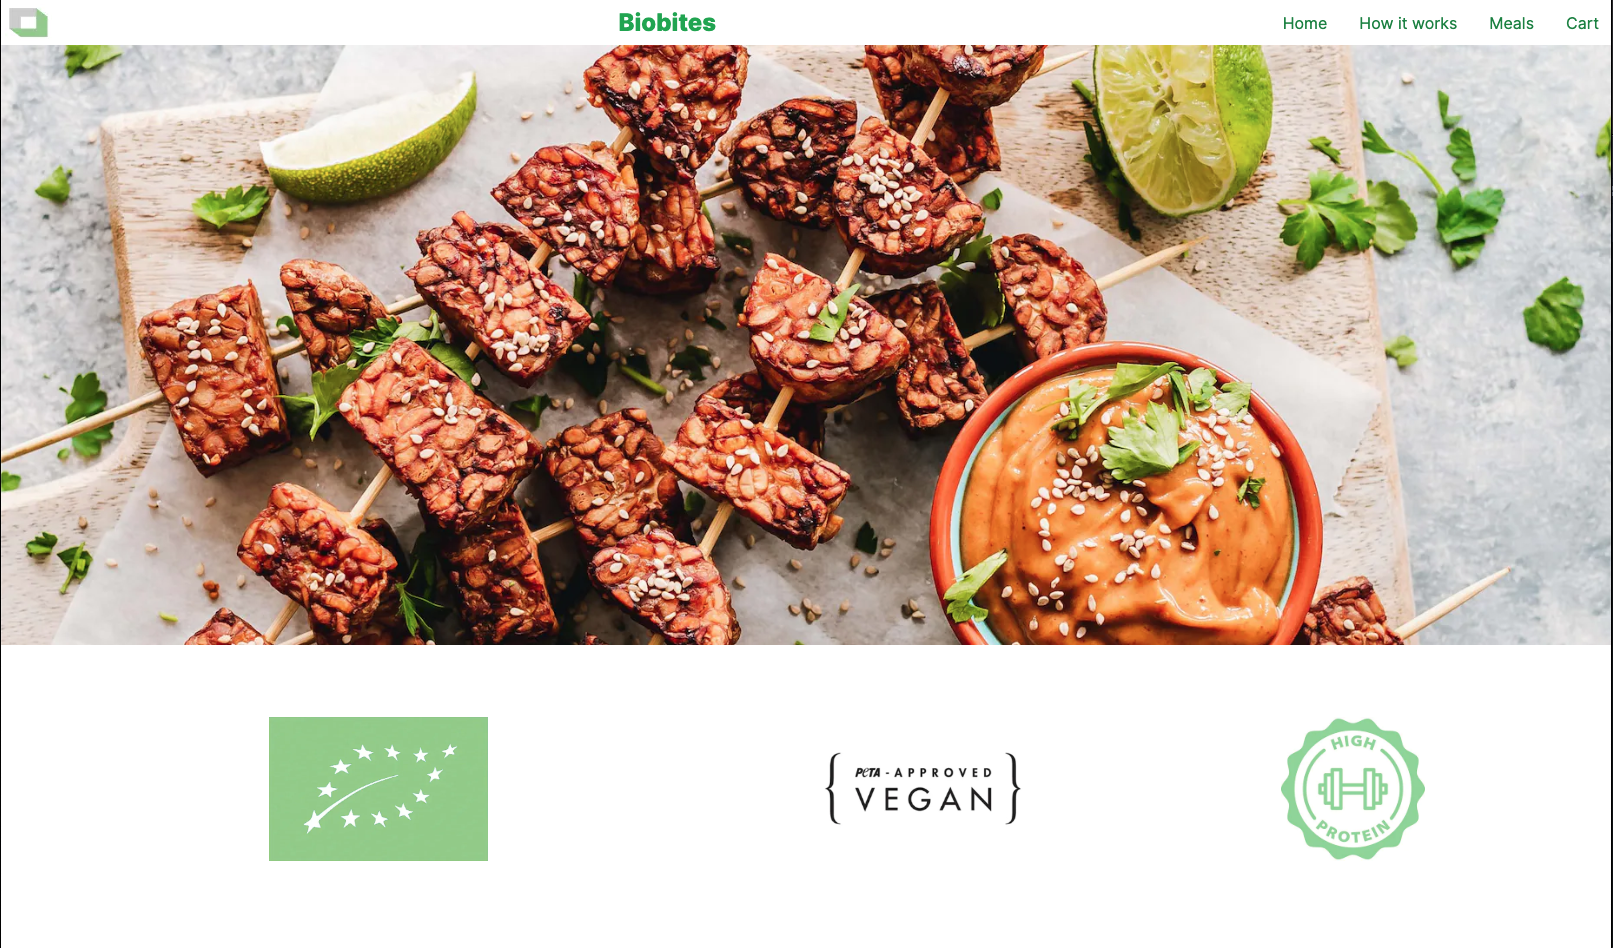 Biobites
Home
How it works
Meals
Cart
PETA - APPROVED
VEGAN
HIGH
PROTEIN